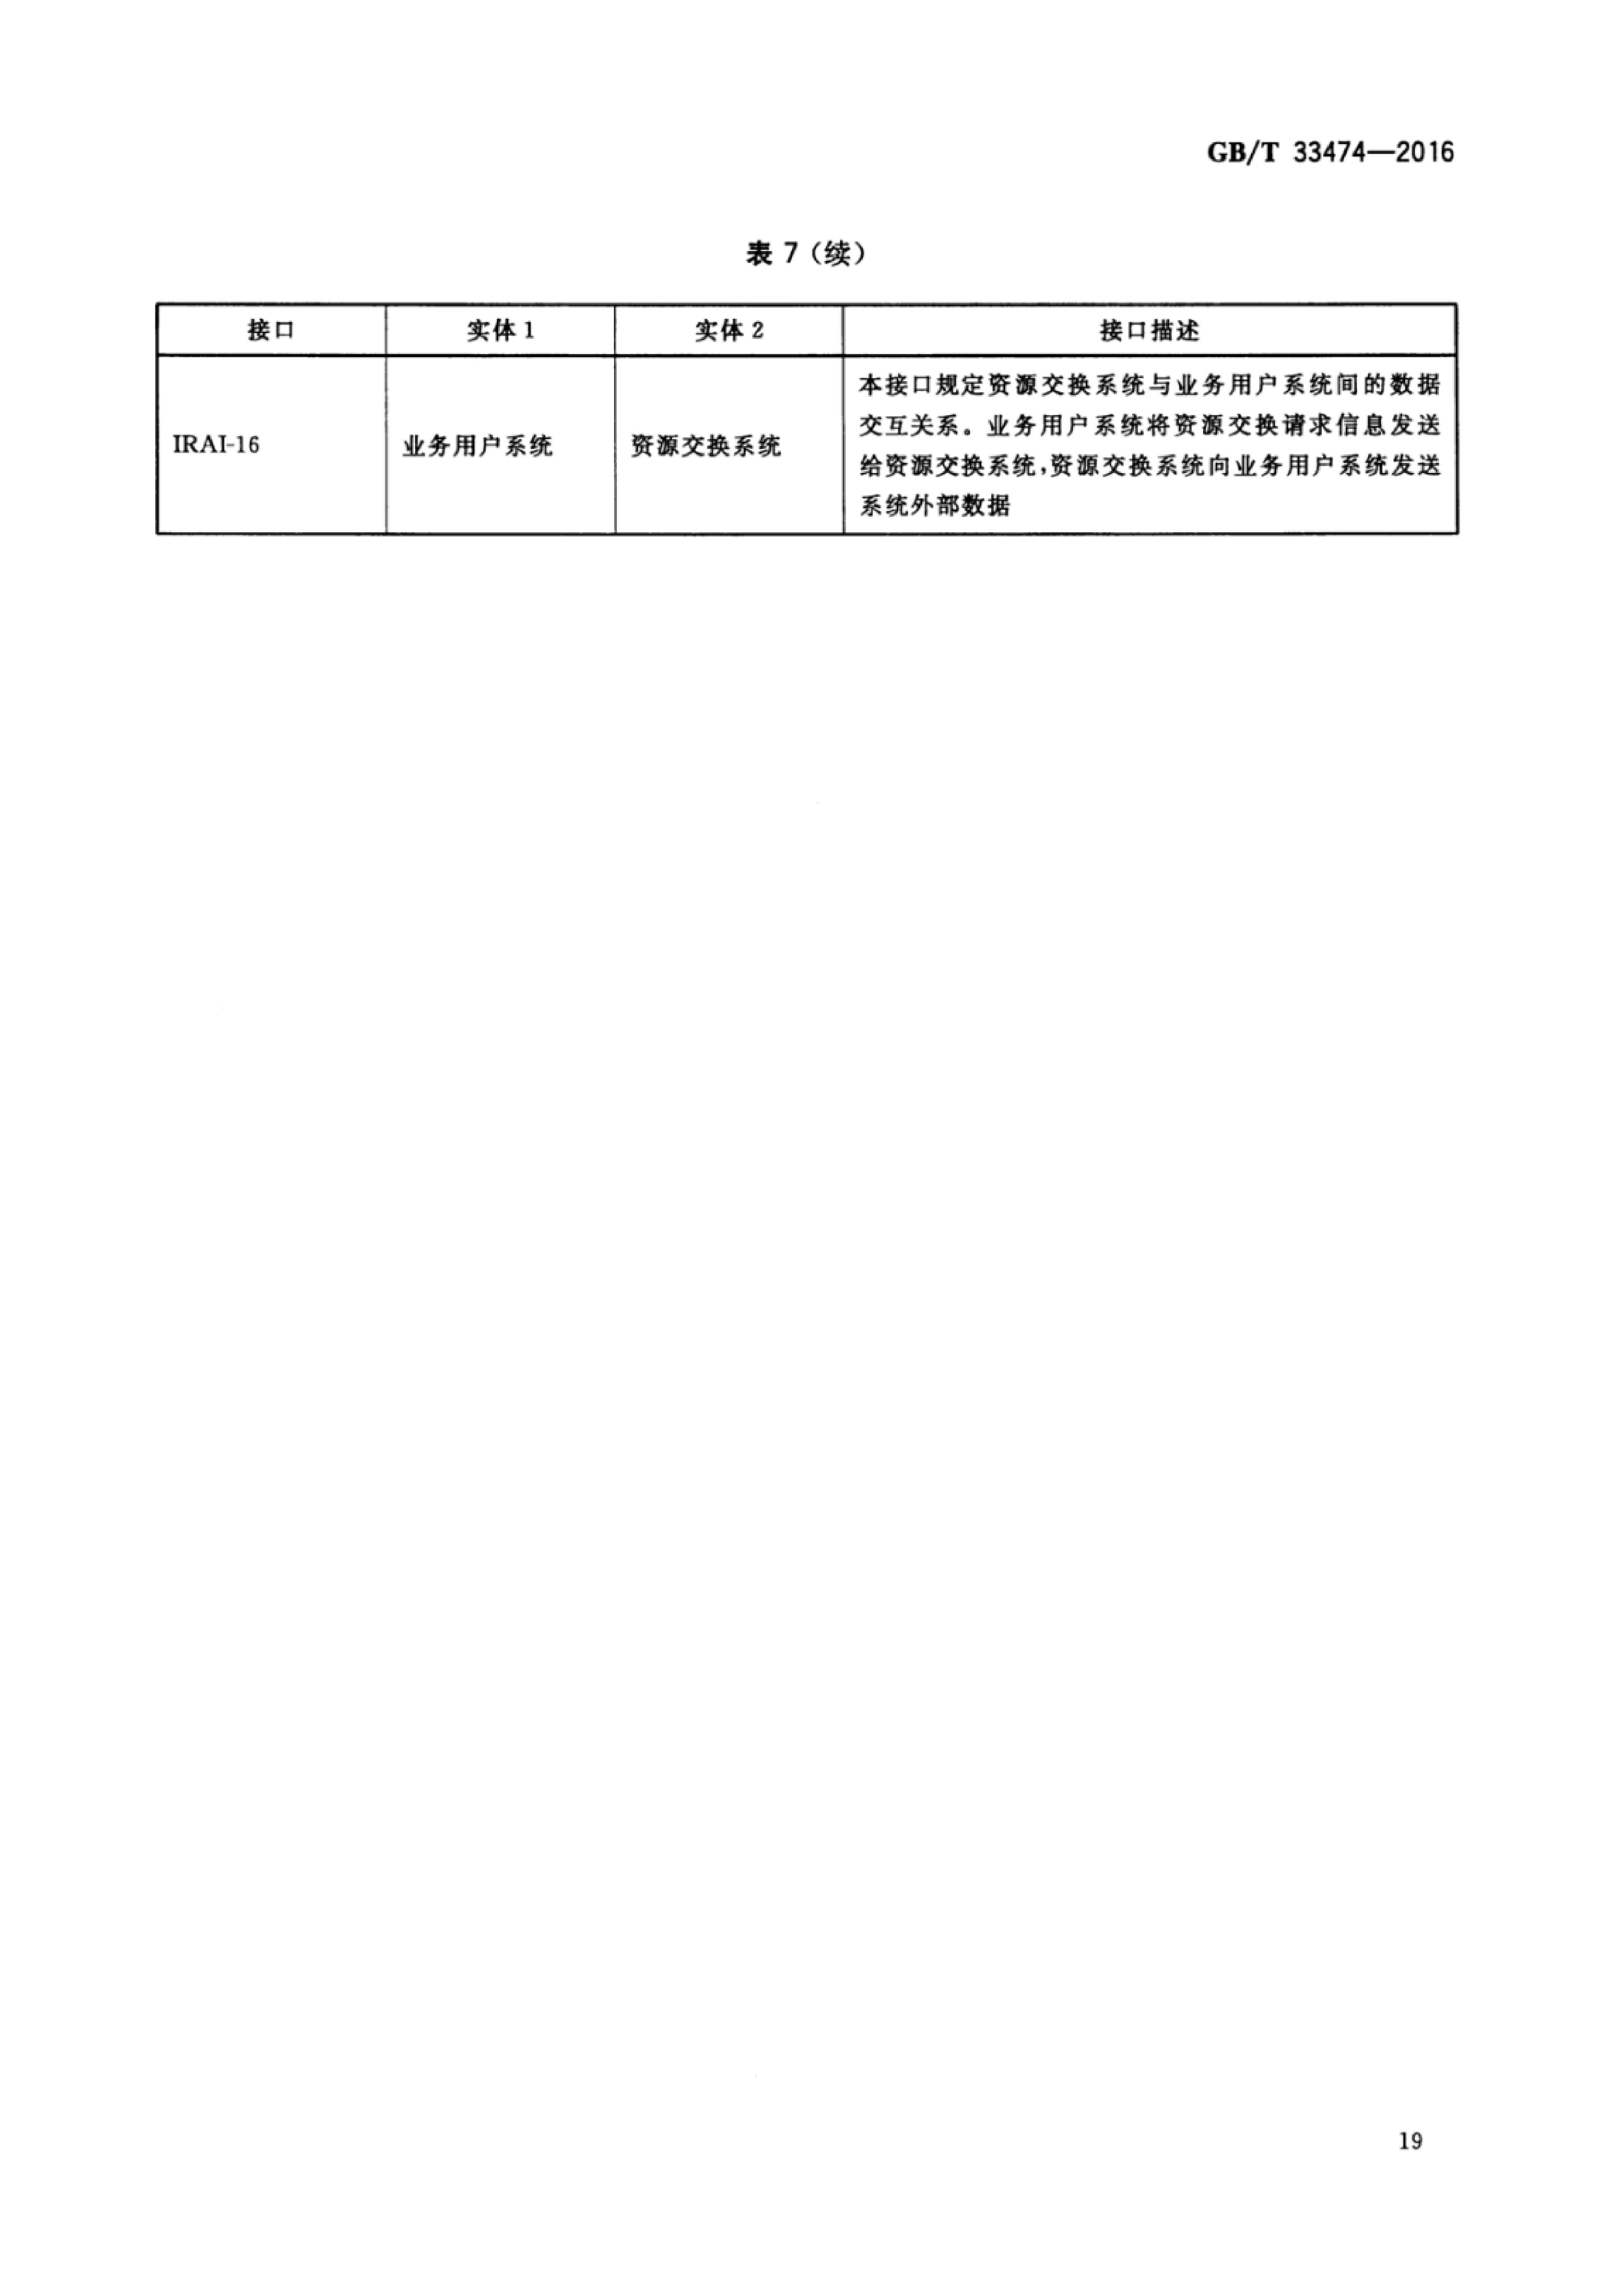 GB/T 33474—2016
表 7（续）
接口 实体 1 实体 2 接口描述
IRAI-16 业务用户系统 资源交换系统
本接口规定资源交换系统与业务用户系统间的数据
交互关系。业务用户系统将资源交换请求信息发送
给资源交换系统,资源交换系统向业务用户系统发送
系统外部数据
19